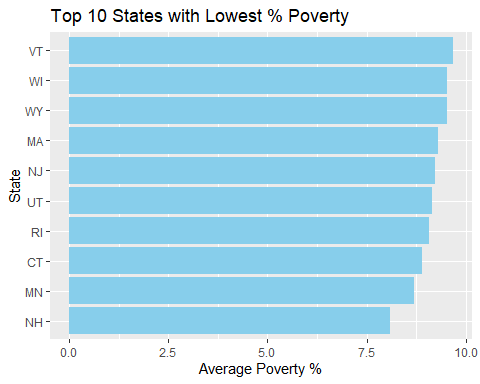 Top 10 States with Lowest % Poverty
State
VT
WI
WY
MA
NJ
UT
RI
CT
MN
NH
0.0 2.5 5.0 7.5 10.0
Average Poverty %